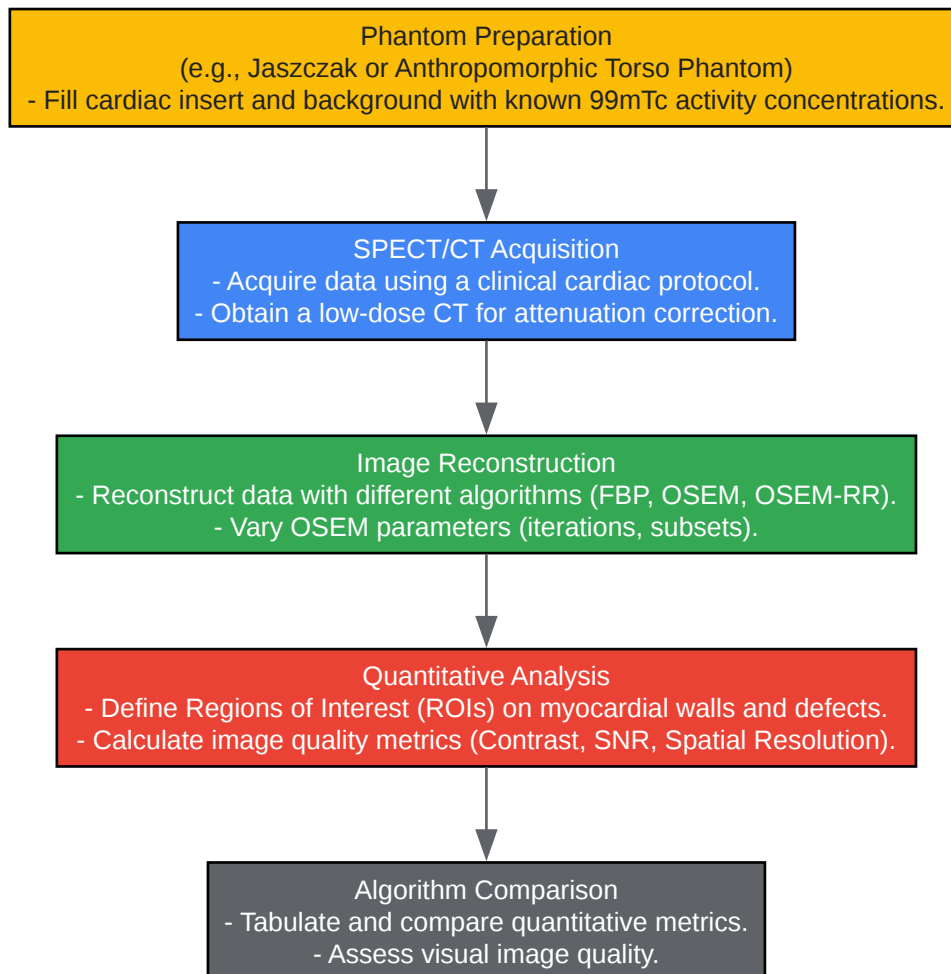 Phantom Preparation
(e.g., Jaszczak or Anthropomorphic Torso Phantom)
- Fill cardiac insert and background with known 99mTc activity concentrations.
SPECT/CT Acquisition
- Acquire data using a clinical cardiac protocol.
- Obtain a low-dose CT for attenuation correction.
Image Reconstruction
- Reconstruct data with different algorithms (FBP, OSEM, OSEM-RR).
- Vary OSEM parameters (iterations, subsets).
Quantitative Analysis
- Define Regions of Interest (ROIs) on myocardial walls and defects.
- Calculate image quality metrics (Contrast, SNR, Spatial Resolution).
Algorithm Comparison
- Tabulate and compare quantitative metrics.
- Assess visual image quality.